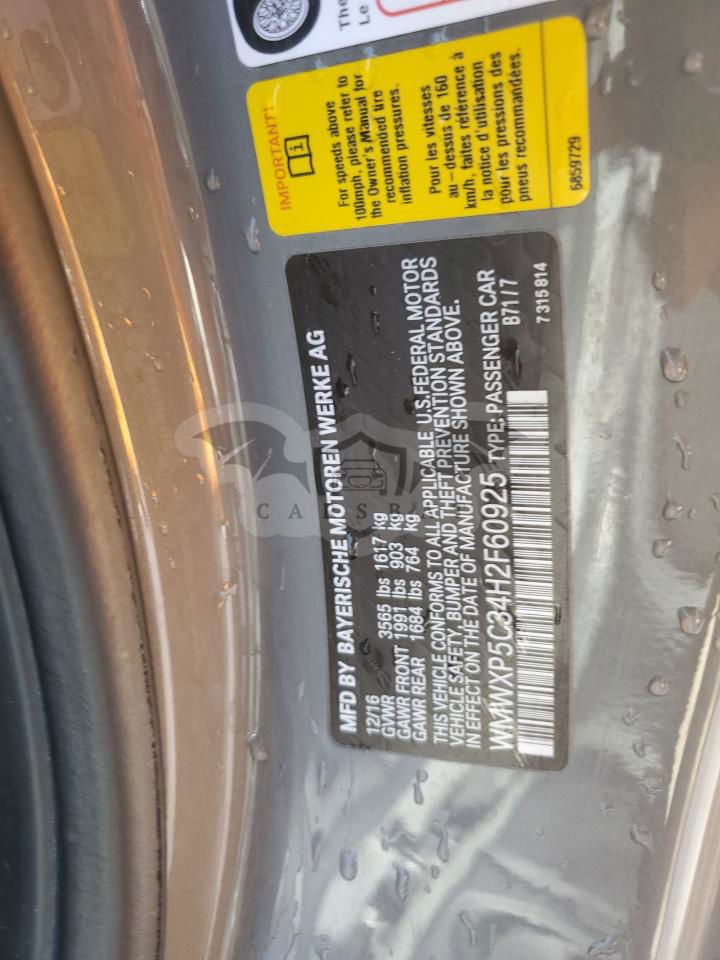 The
Le
IMPORTANT!
For speeds above
100mph, please refer to
the Owner's Manual for
recommended tire
inflation pressures.
Pour les vitesses
au-dessus de 160
km/h, faites référence à
la notice d'utilisation
pour les pressions des
pneus recommandées.
6859729
MFD BY BAYERISCHE MOTOREN WERKE AG
12/16
GVWR 3565 lbs 1617 kg
GAWR FRONT 1991 lbs 903 kg
GAWR REAR 1684 lbs 764 kg
THIS VEHICLE CONFORMS TO ALL APPLICABLE U.S.FEDERAL MOTOR
VEHICLE SAFETY, BUMPER AND THEFT PREVENTION STANDARDS
IN EFFECT ON THE DATE OF MANUFACTURE SHOWN ABOVE.
WMWXP5C34H2F60925 TYPE: PASSENGER CAR
B71/7
7315814